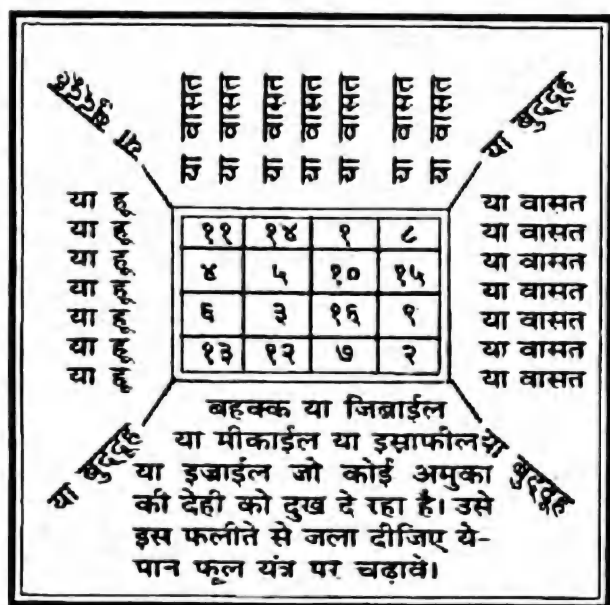 या बुद्दूह
या वासत या वासत या वासत या वासत या वासत या वासत या वासत
या बुद्दूह
या हू
या हू
या हू
या हू
या हू
या हू
या हू
११ १४ १ ८
४ ५ १० १५
६ ३ १६ ९
१३ १२ ७ २
या वासत
या वासत
या वासत
या वासत
या वासत
या वासत
या वासत
या बुद्दूह
बहक्क या जिब्राईल
या मीकाईल या इस्राफील
या इज्राईल जो कोई अमुका
की देही को दुख दे रहा है। उसे
इस फलीते से जला दीजिए ये-
पान फूल यंत्र पर चढ़ावे।
या बुद्दूह